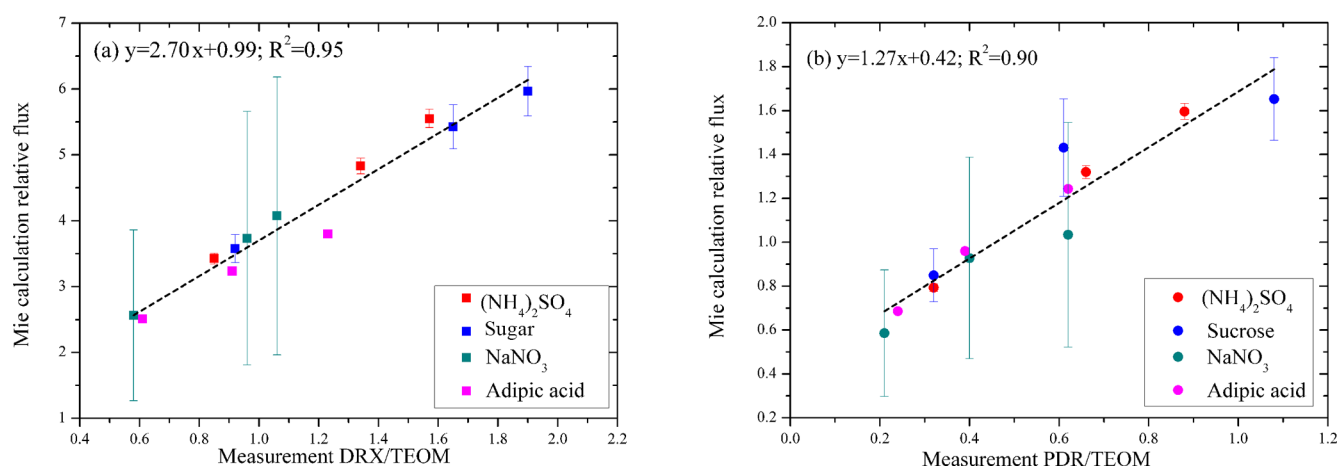 (a) y=2.70x+0.99; R²=0.95
Mie calculation relative flux
7
6
5
4
3
2
1
0.6 0.8 1.0 1.2 1.4 1.6 1.8 2.0 2.2
Measurement DRX/TEOM
(NH₄)₂SO₄
Sugar
NaNO₃
Adipic acid
(b) y=1.27x+0.42; R²=0.90
Mie calculation relative flux
2.0
1.8
1.6
1.4
1.2
1.0
0.8
0.6
0.4
0.2
0.0 0.2 0.4 0.6 0.8 1.0 1.2
Measurement PDR/TEOM
(NH₄)₂SO₄
Sucrose
NaNO₃
Adipic acid